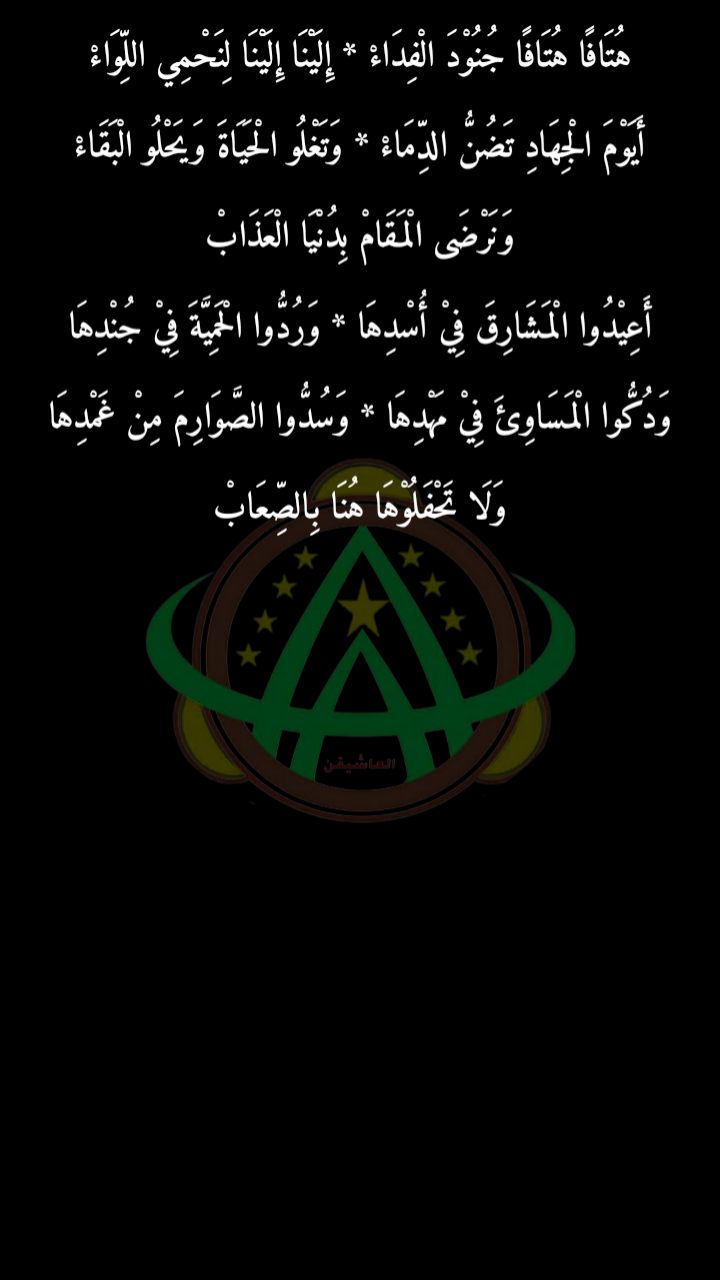 هُتَافًا هُتَافًا جُنُوْدَ الْفِدَاءْ * إِلَيْنَا إِلَيْنَا لِنَحْمِي اللِّوَاءْ
أَيَوْمَ الْجِهَادِ تَضُنُّ الدِّمَاءْ * وَتَغْلُو الْحَيَاةَ وَيَحْلُو الْبَقَاءْ
وَنَرْضَى الْمَقَامْ بِدُنْيَا الْعَذَابْ
أَعِيْدُوا الْمَشَارِقَ فِيْ أُسْدِهَا * وَرُدُّوا الْحَمِيَّةَ فِيْ جُنْدِهَا
وَدُكُّوا الْمَسَاوِئَ فِيْ مَهْدِهَا * وَسُدُّوا الصَّوَارِمَ مِنْ غَمْدِهَا
وَلَا تَحْفَلُوْهَا هُنَا بِالصِّعَابْ
العاشيقن